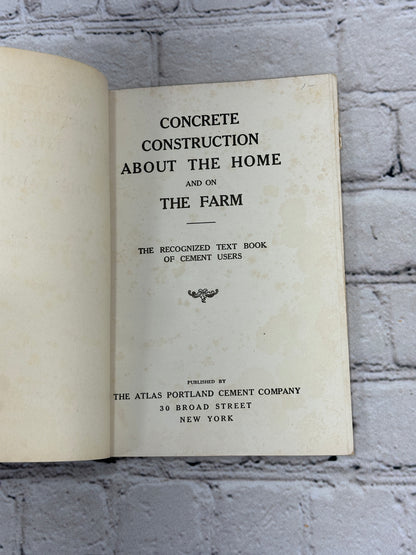 CONCRETE
CONSTRUCTION
ABOUT THE HOME
AND ON
THE FARM
THE RECOGNIZED TEXT BOOK
OF CEMENT USERS
PUBLISHED BY
THE ATLAS PORTLAND CEMENT COMPANY
30 BROAD STREET
NEW YORK